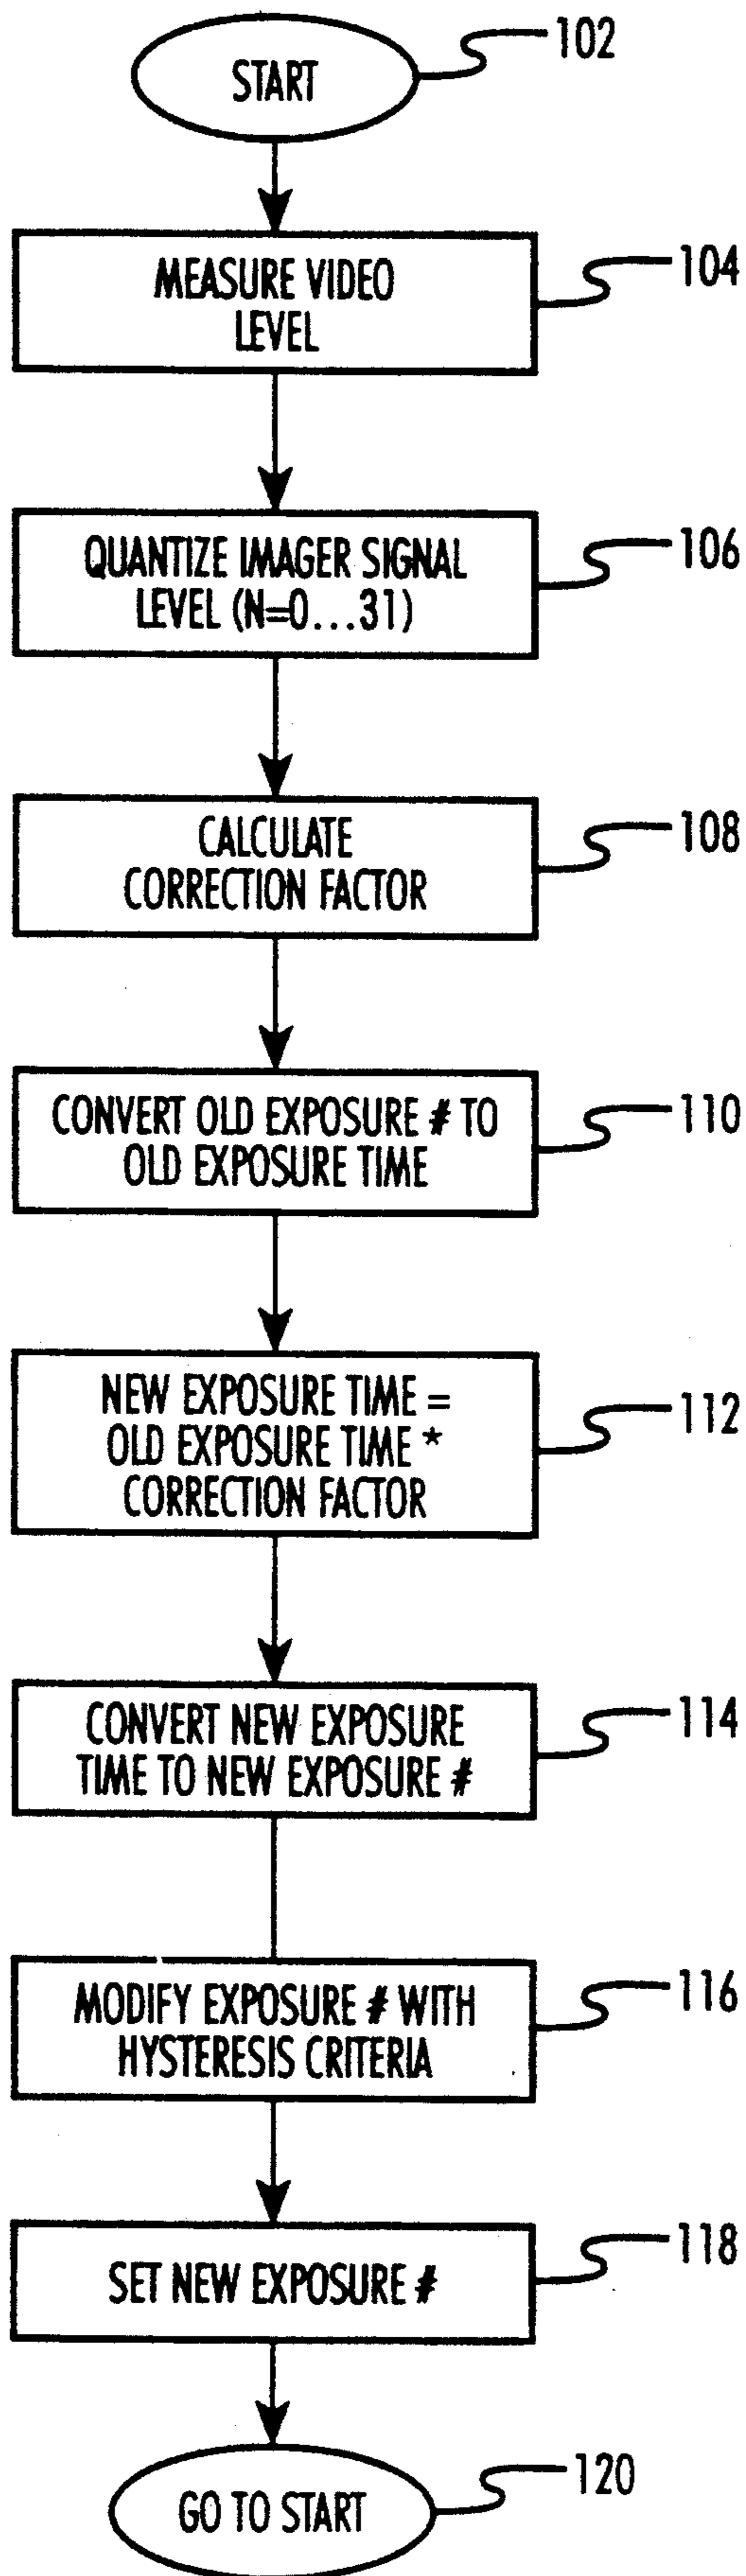 START
102
MEASURE VIDEO
LEVEL
104
QUANTIZE IMAGER SIGNAL
LEVEL (N=0...31)
106
CALCULATE
CORRECTION FACTOR
108
CONVERT OLD EXPOSURE # TO
OLD EXPOSURE TIME
110
NEW EXPOSURE TIME =
OLD EXPOSURE TIME *
CORRECTION FACTOR
112
CONVERT NEW EXPOSURE
TIME TO NEW EXPOSURE #
114
MODIFY EXPOSURE # WITH
HYSTERESIS CRITERIA
116
SET NEW EXPOSURE #
118
GO TO START
120